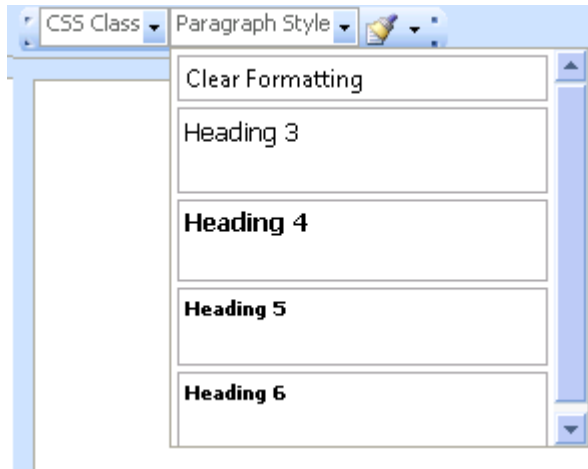 CSS Class Paragraph Style
Clear Formatting
Heading 3
Heading 4
Heading 5
Heading 6